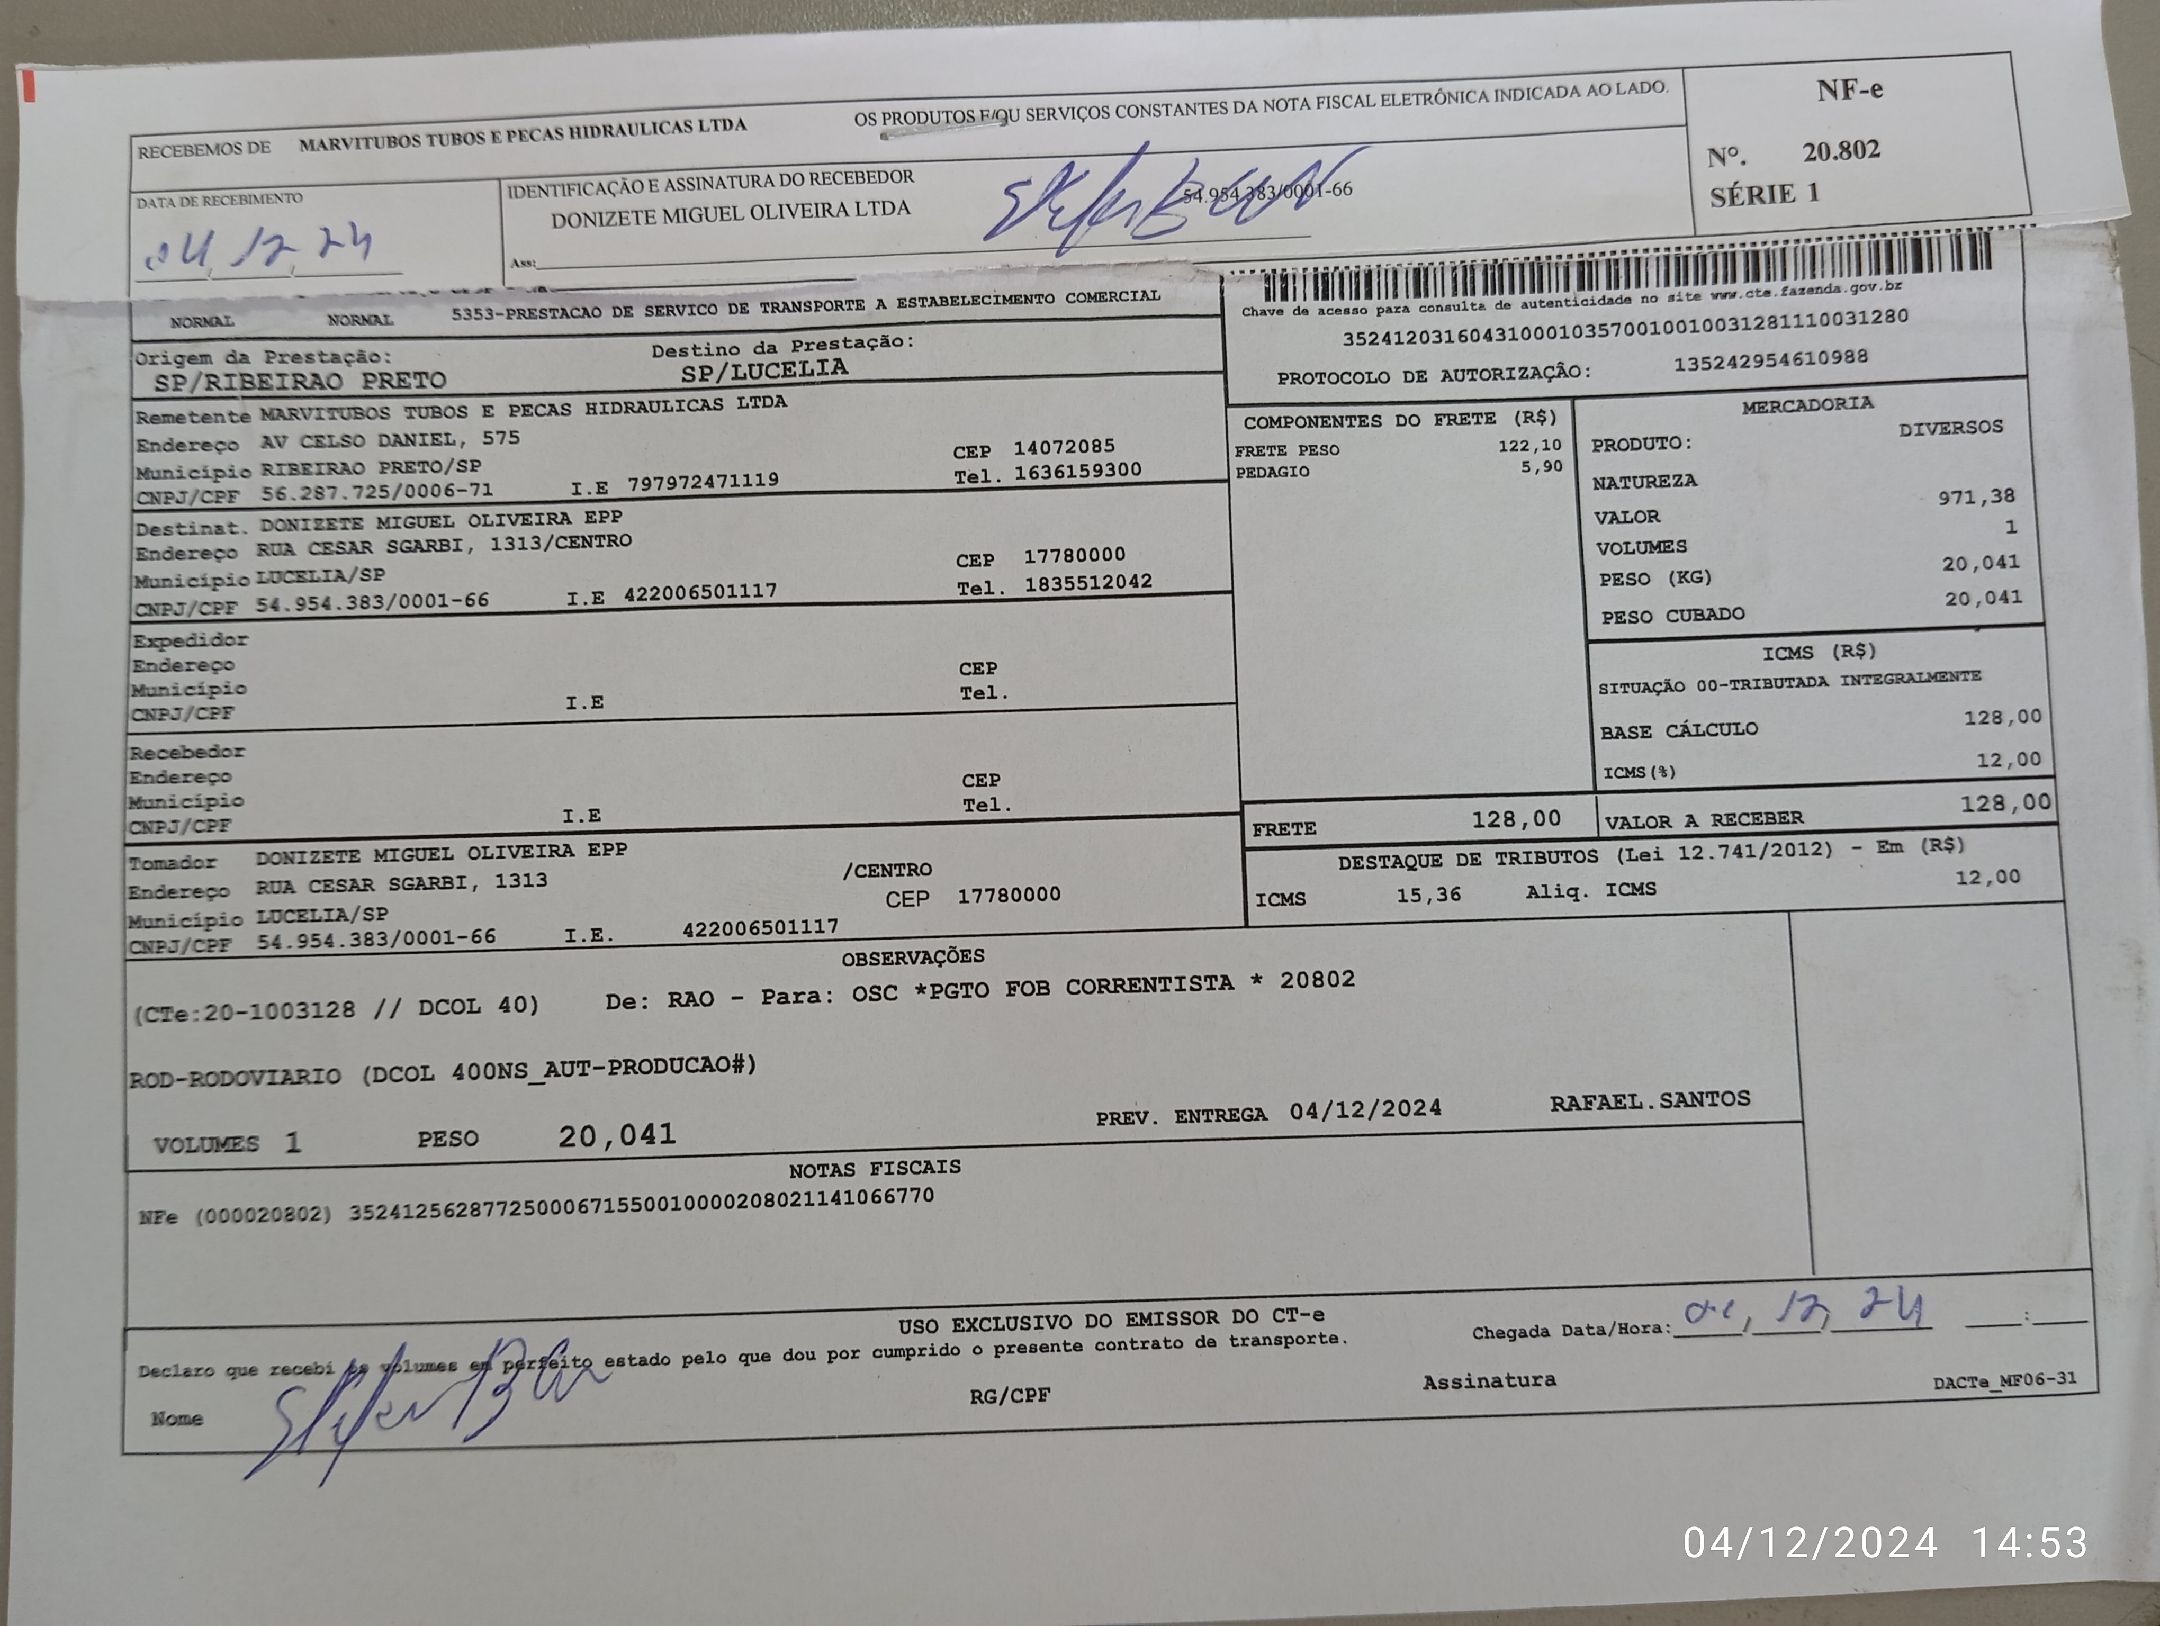 RECEBEMOS DE MARVITUBOS TUBOS E PECAS HIDRAULICAS LTDA OS PRODUTOS E/OU SERVIÇOS CONSTANTES DA NOTA FISCAL ELETRÔNICA INDICADA AO LADO.
NF-e
Nº. 20.802
SÉRIE 1
DATA DE RECEBIMENTO
04, 12, 24
IDENTIFICAÇÃO E ASSINATURA DO RECEBEDOR
DONIZETE MIGUEL OLIVEIRA LTDA 54.954.383/0001-66
Ass:
NORMAL NORMAL 5353-PRESTACAO DE SERVICO DE TRANSPORTE A ESTABELECIMENTO COMERCIAL
Chave de acesso para consulta de autenticidade no site www.cte.fazenda.gov.br
35241203160431000103570010010031281110031280
PROTOCOLO DE AUTORIZAÇÃO: 135242954610988
Origem da Prestação: Destino da Prestação:
SP/RIBEIRAO PRETO SP/LUCELIA
Remetente MARVITUBOS TUBOS E PECAS HIDRAULICAS LTDA
Endereço AV CELSO DANIEL, 575 CEP 14072085
Município RIBEIRAO PRETO/SP Tel. 1636159300
CNPJ/CPF 56.287.725/0006-71 I.E 797972471119
Destinat. DONIZETE MIGUEL OLIVEIRA EPP
Endereço RUA CESAR SGARBI, 1313/CENTRO CEP 17780000
Município LUCELIA/SP Tel. 1835512042
CNPJ/CPF 54.954.383/0001-66 I.E 422006501117
Expedidor
Endereço CEP
Município Tel.
CNPJ/CPF I.E
Recebedor
Endereço CEP
Município Tel.
CNPJ/CPF I.E
Tomador DONIZETE MIGUEL OLIVEIRA EPP
Endereço RUA CESAR SGARBI, 1313 /CENTRO
Município LUCELIA/SP CEP 17780000
CNPJ/CPF 54.954.383/0001-66 I.E. 422006501117
COMPONENTES DO FRETE (R$)
FRETE PESO 122,10
PEDAGIO 5,90
MERCADORIA
PRODUTO: DIVERSOS
NATUREZA
VALOR 971,38
VOLUMES 1
PESO (KG) 20,041
PESO CUBADO 20,041
ICMS (R$)
SITUAÇÃO 00-TRIBUTADA INTEGRALMENTE
BASE CÁLCULO 128,00
ICMS(%) 12,00
FRETE 128,00 VALOR A RECEBER 128,00
DESTAQUE DE TRIBUTOS (Lei 12.741/2012) - Em (R$)
ICMS 15,36 Aliq. ICMS 12,00
OBSERVAÇÕES
(CTe:20-1003128 // DCOL 40) De: RAO - Para: OSC *PGTO FOB CORRENTISTA * 20802
ROD-RODOVIARIO (DCOL 400NS_AUT-PRODUCAO#)
VOLUMES 1 PESO 20,041 PREV. ENTREGA 04/12/2024 RAFAEL.SANTOS
NOTAS FISCAIS
NFe (000020802) 35241256287725000671550010000208021141066770
USO EXCLUSIVO DO EMISSOR DO CT-e
Declaro que recebi os volumes em perfeito estado pelo que dou por cumprido o presente contrato de transporte.
Chegada Data/Hora: 04, 12, 24 :
Nome RG/CPF Assinatura DACTe_MF06-31
04/12/2024 14:53